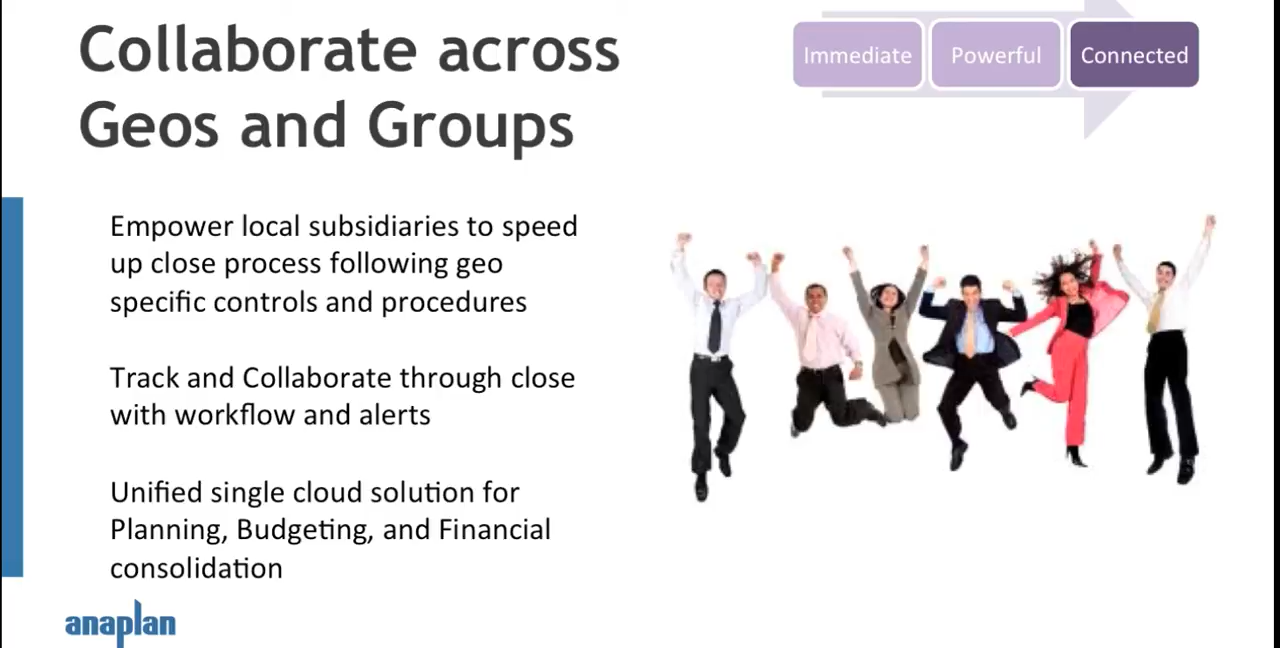 Collaborate across
Geos and Groups
Immediate
Powerful
Connected
Empower local subsidiaries to speed
up close process following geo
specific controls and procedures
Track and Collaborate through close
with workflow and alerts
Unified single cloud solution for
Planning, Budgeting, and Financial
consolidation
anaplan